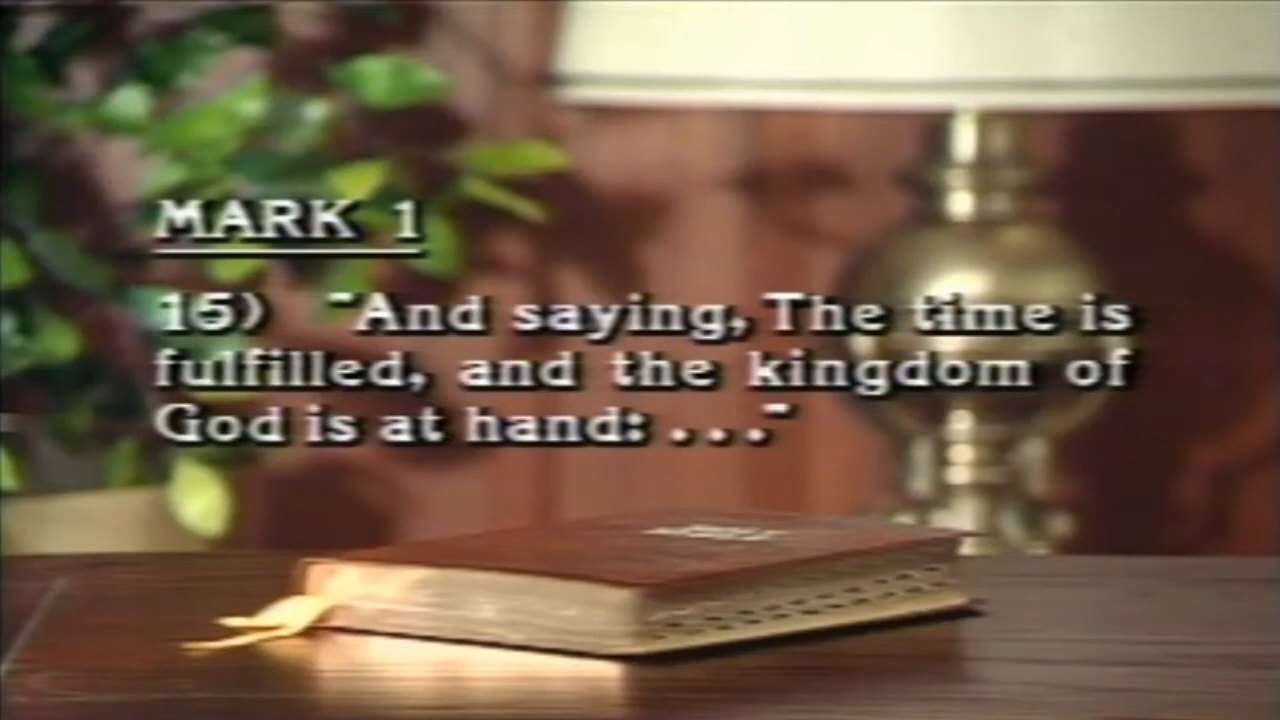 MARK 1
15) "And saying, The time is
fulfilled, and the kingdom of
God is at hand: . . ."